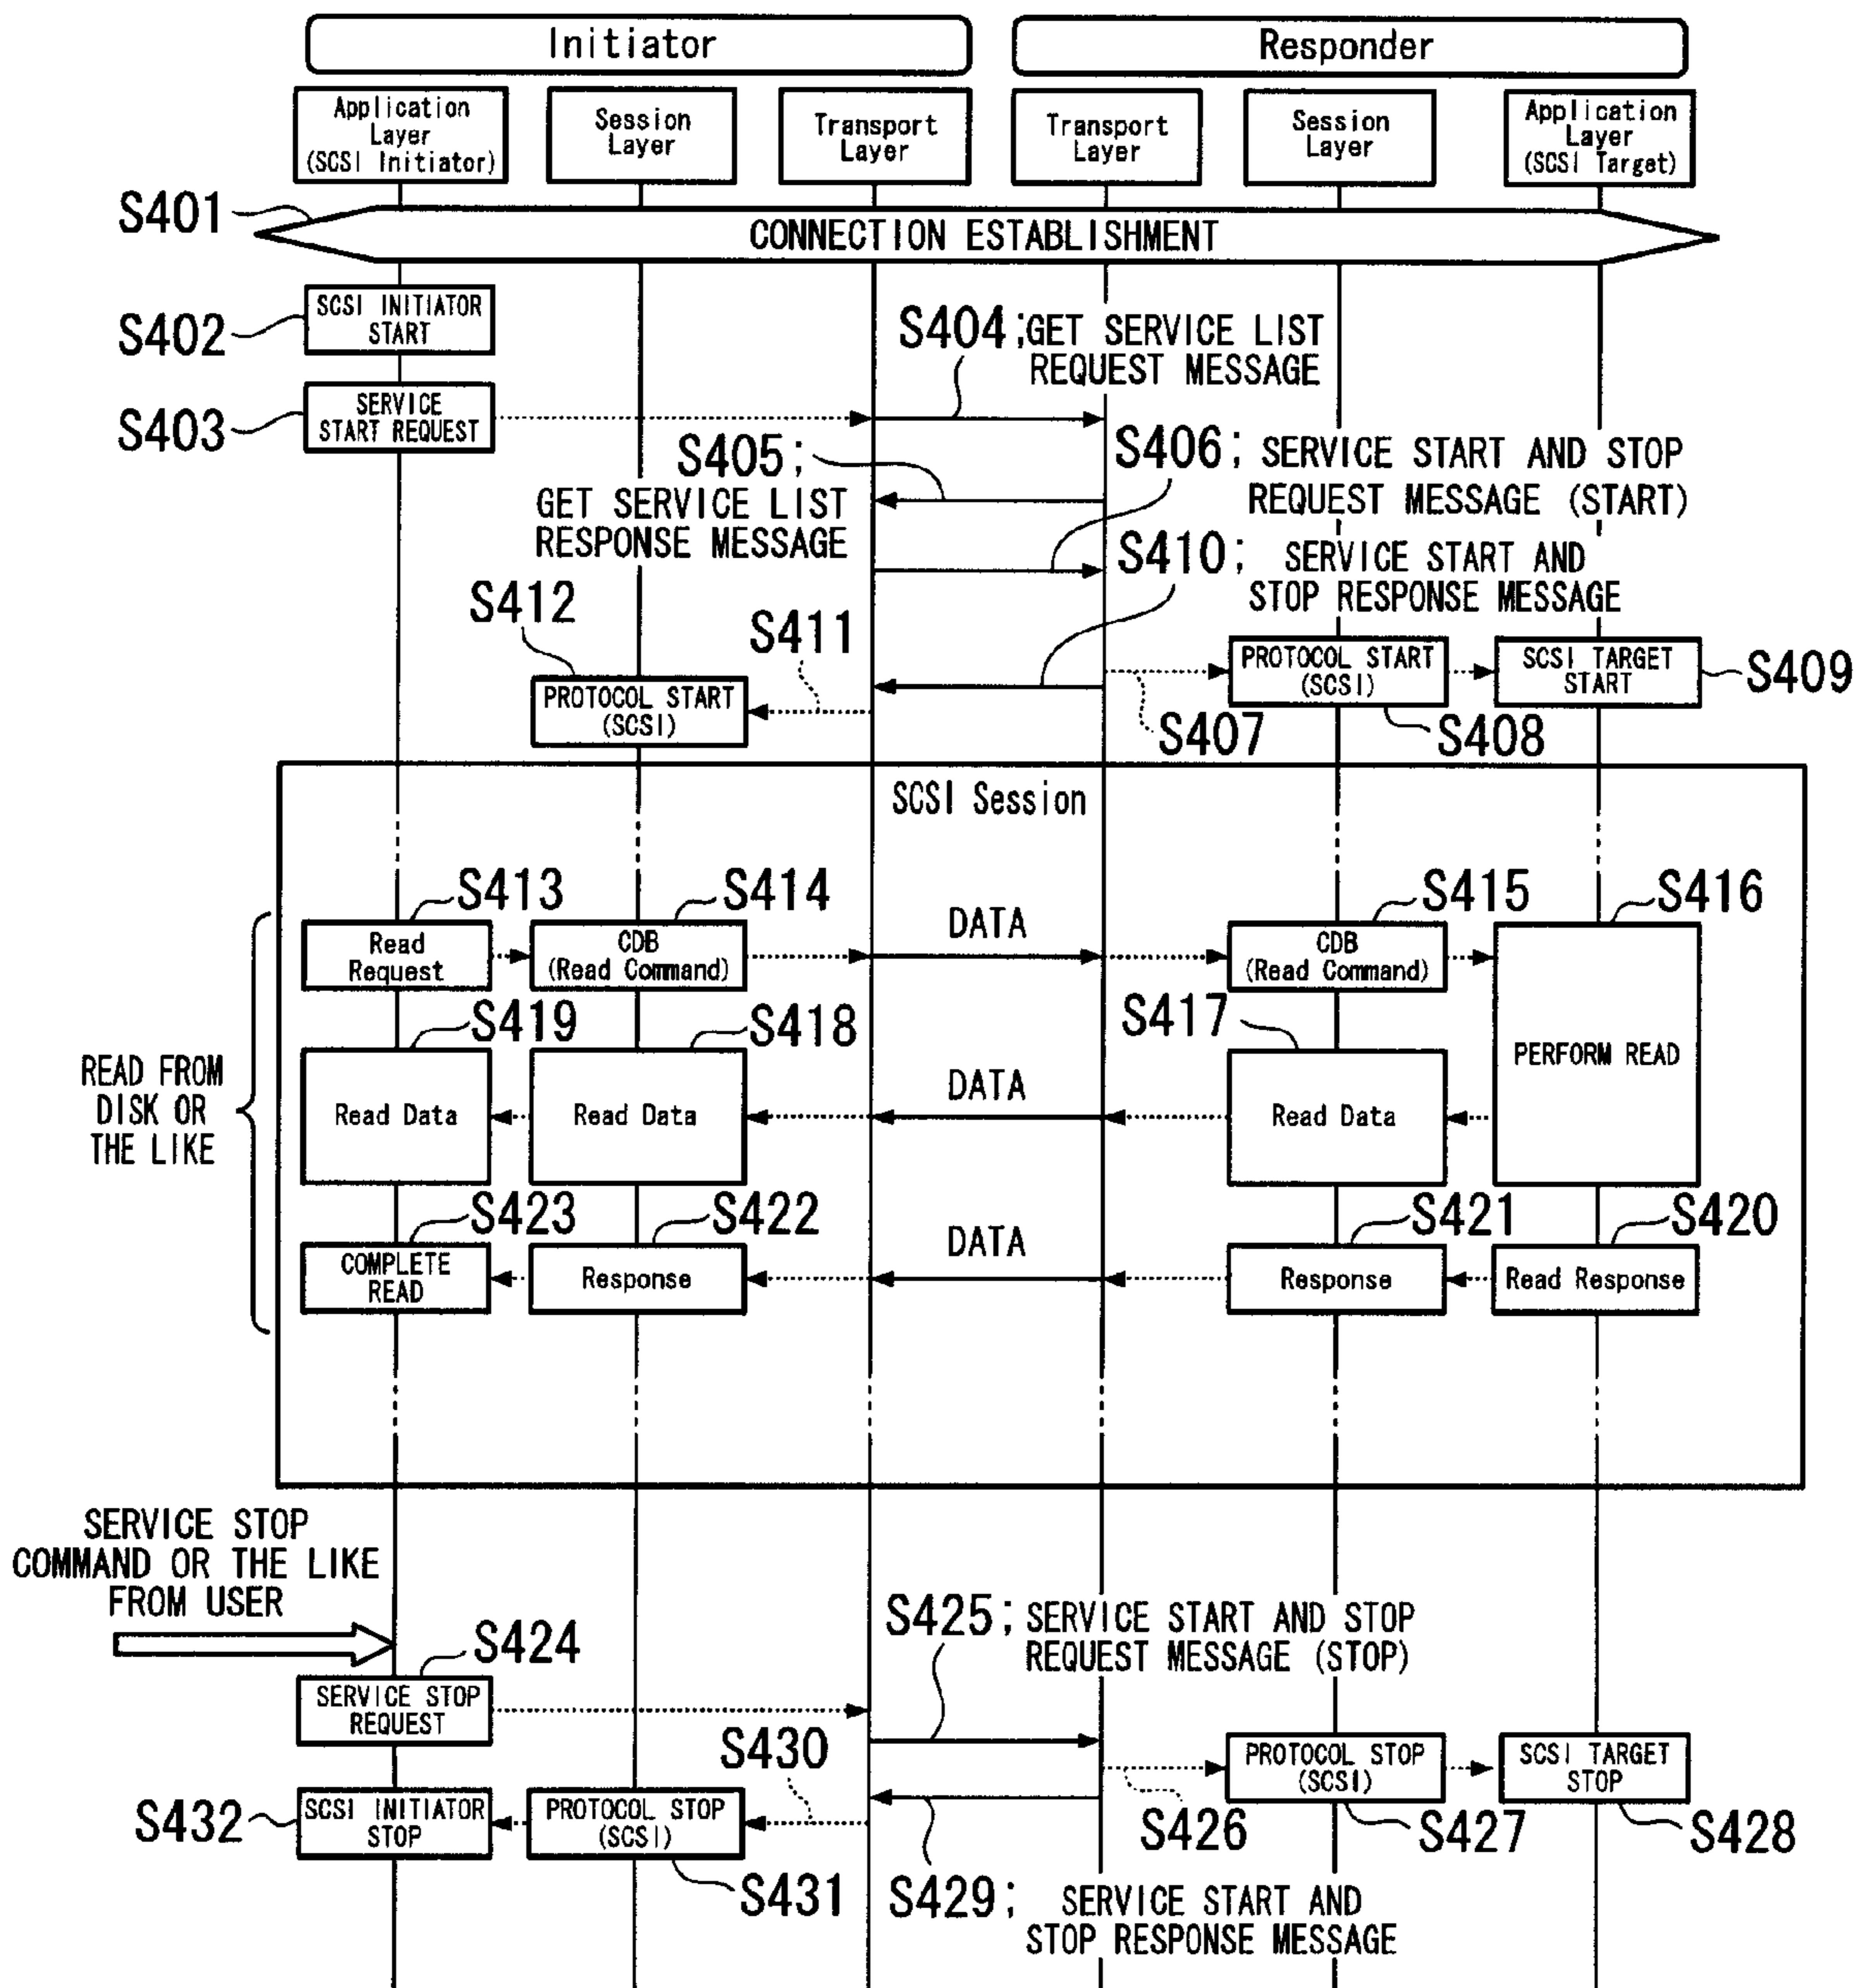 Initiator
Responder
Application
Layer
(SCSI Initiator)
Session
Layer
Transport
Layer
Transport
Layer
Session
Layer
Application
Layer
(SCSI Target)
S401
CONNECTION ESTABLISHMENT
S402
SCSI INITIATOR
START
S403
SERVICE
START REQUEST
S404;GET SERVICE LIST
REQUEST MESSAGE
S405;
GET SERVICE LIST
RESPONSE MESSAGE
S406; SERVICE START AND STOP
REQUEST MESSAGE (START)
S410; SERVICE START AND
STOP RESPONSE MESSAGE
S412
S411
PROTOCOL START
(SCSI)
PROTOCOL START
(SCSI)
SCSI TARGET
START
S409
S407
S408
SCSI Session
S413
S414
S415
S416
Read
Request
CDB
(Read Command)
DATA
CDB
(Read Command)
PERFORM READ
S419
S418
S417
READ FROM
DISK OR
THE LIKE
Read Data
Read Data
DATA
Read Data
S423
S422
S421
S420
COMPLETE
READ
Response
DATA
Response
Read Response
SERVICE STOP
COMMAND OR THE LIKE
FROM USER
S424
SERVICE STOP
REQUEST
S425; SERVICE START AND STOP
REQUEST MESSAGE (STOP)
S430
PROTOCOL STOP
(SCSI)
SCSI TARGET
STOP
S432
SCSI INITIATOR
STOP
PROTOCOL STOP
(SCSI)
S426
S427
S428
S431
S429; SERVICE START AND
STOP RESPONSE MESSAGE